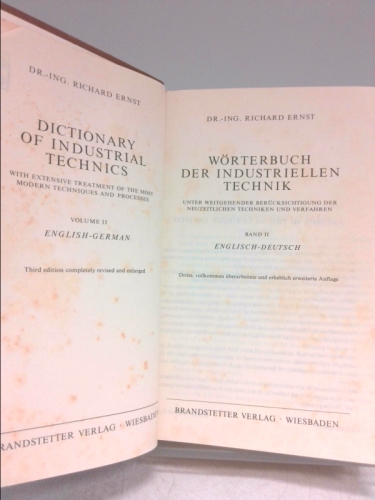 DR.-ING. RICHARD ERNST
DICTIONARY
OF INDUSTRIAL
TECHNICS
WITH EXTENSIVE TREATMENT OF THE MOST
MODERN TECHNIQUES AND PROCESSES
VOLUME II
ENGLISH-GERMAN
Third edition completely revised and enlarged
BRANDSTETTER VERLAG · WIESBADEN
DR.-ING. RICHARD ERNST
WÖRTERBUCH
DER INDUSTRIELLEN
TECHNIK
UNTER WEITGEHENDER BERÜCKSICHTIGUNG DER
NEUZEITLICHEN TECHNIKEN UND VERFAHREN
BAND II
ENGLISCH-DEUTSCH
Dritte, vollkommen überarbeitete und erheblich erweiterte Auflage
BRANDSTETTER VERLAG · WIESBADEN